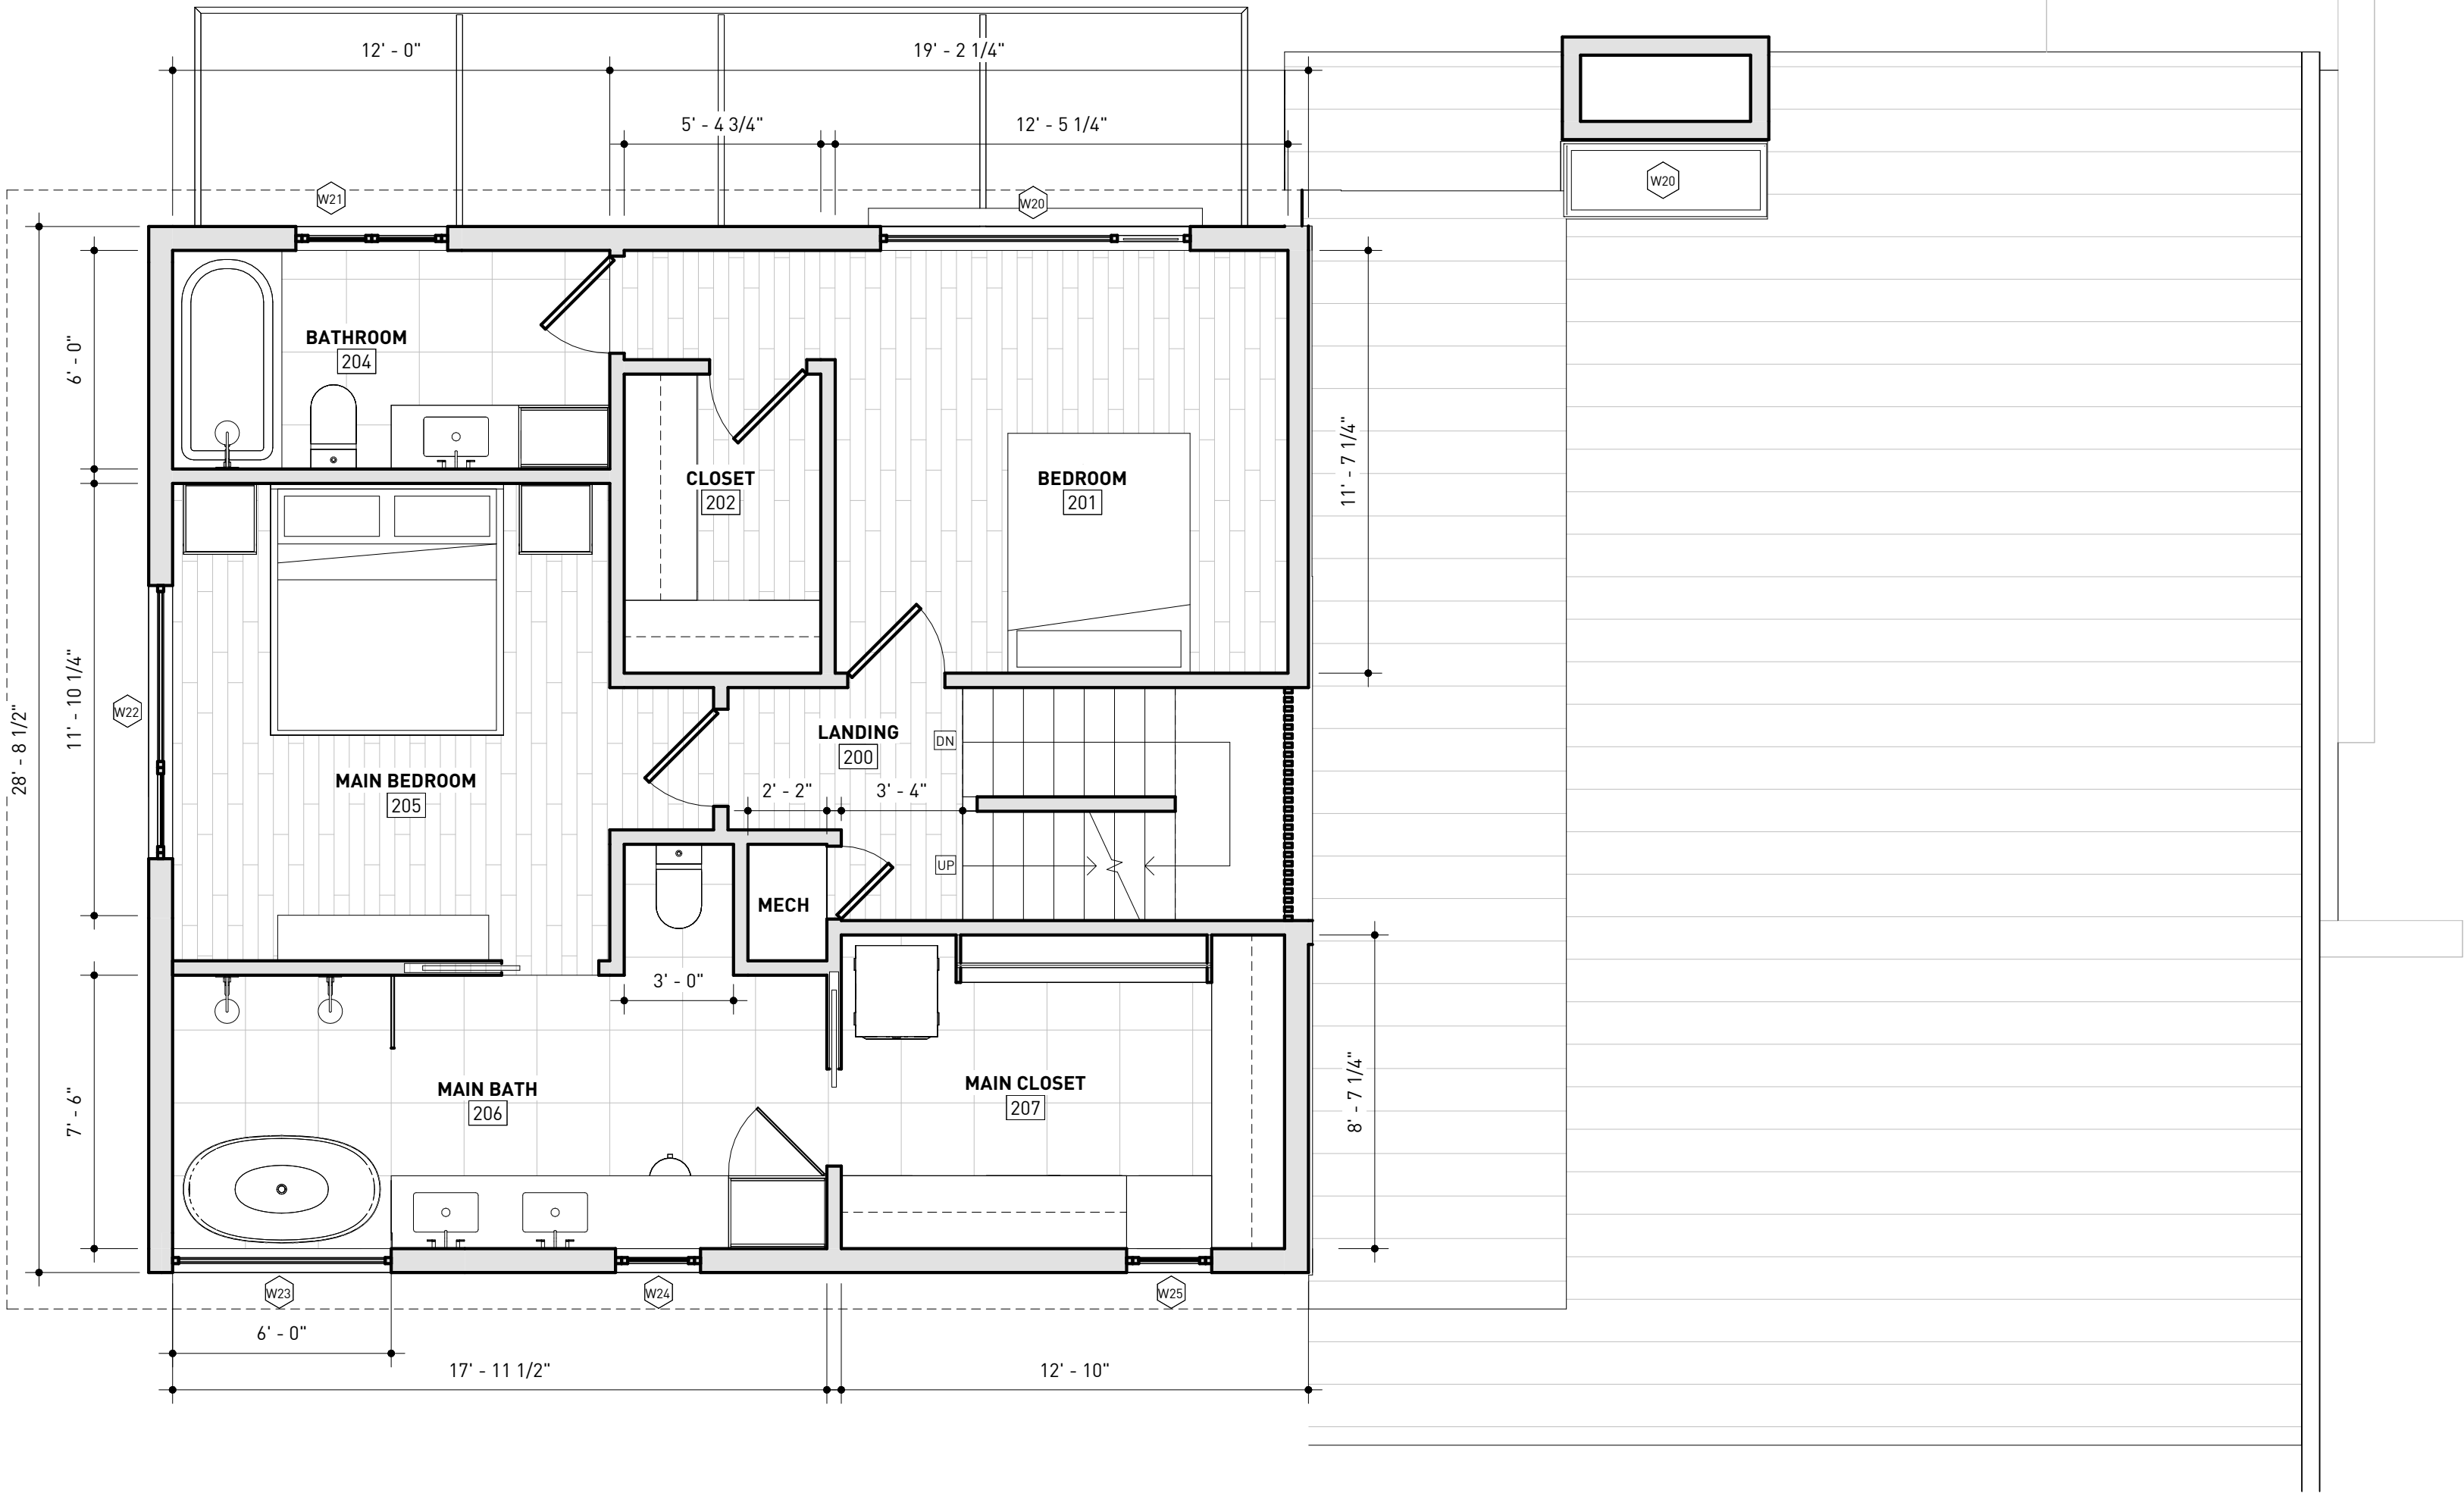 12' - 0"
19' - 2 1/4"
5' - 4 3/4"
12' - 5 1/4"
W20
W21
W20
BATHROOM
204
6' - 0"
CLOSET
202
BEDROOM
201
11' - 7 1/4"
28' - 8 1/2"
11' - 10 1/4"
W22
LANDING
200
DN
MAIN BEDROOM
205
2' - 2"
3' - 4"
UP
MECH
3' - 0"
MAIN BATH
206
MAIN CLOSET
207
7' - 6"
8' - 7 1/4"
W23
W24
W25
6' - 0"
17' - 11 1/2"
12' - 10"